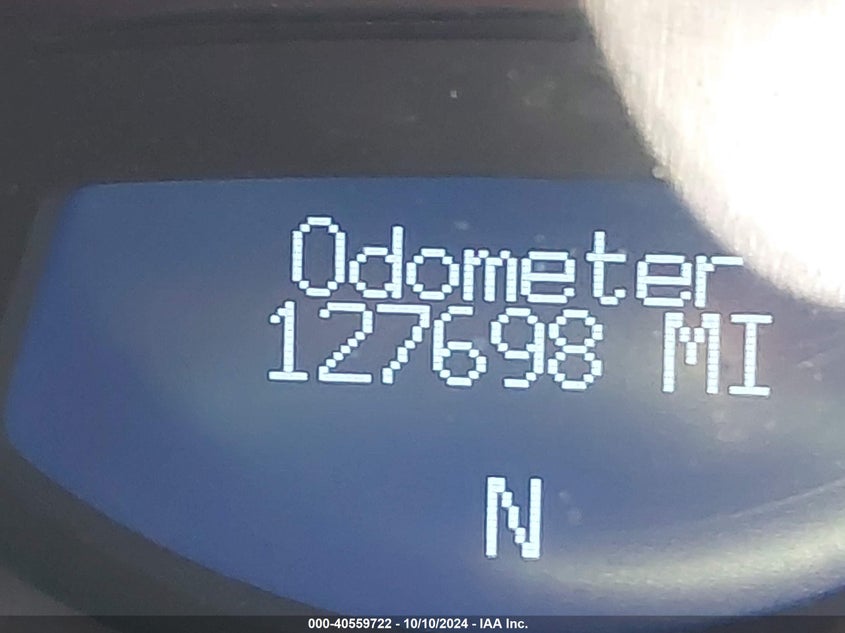 Odometer
127698 MI
N
000-40559722 - 10/10/2024 - IAA Inc.